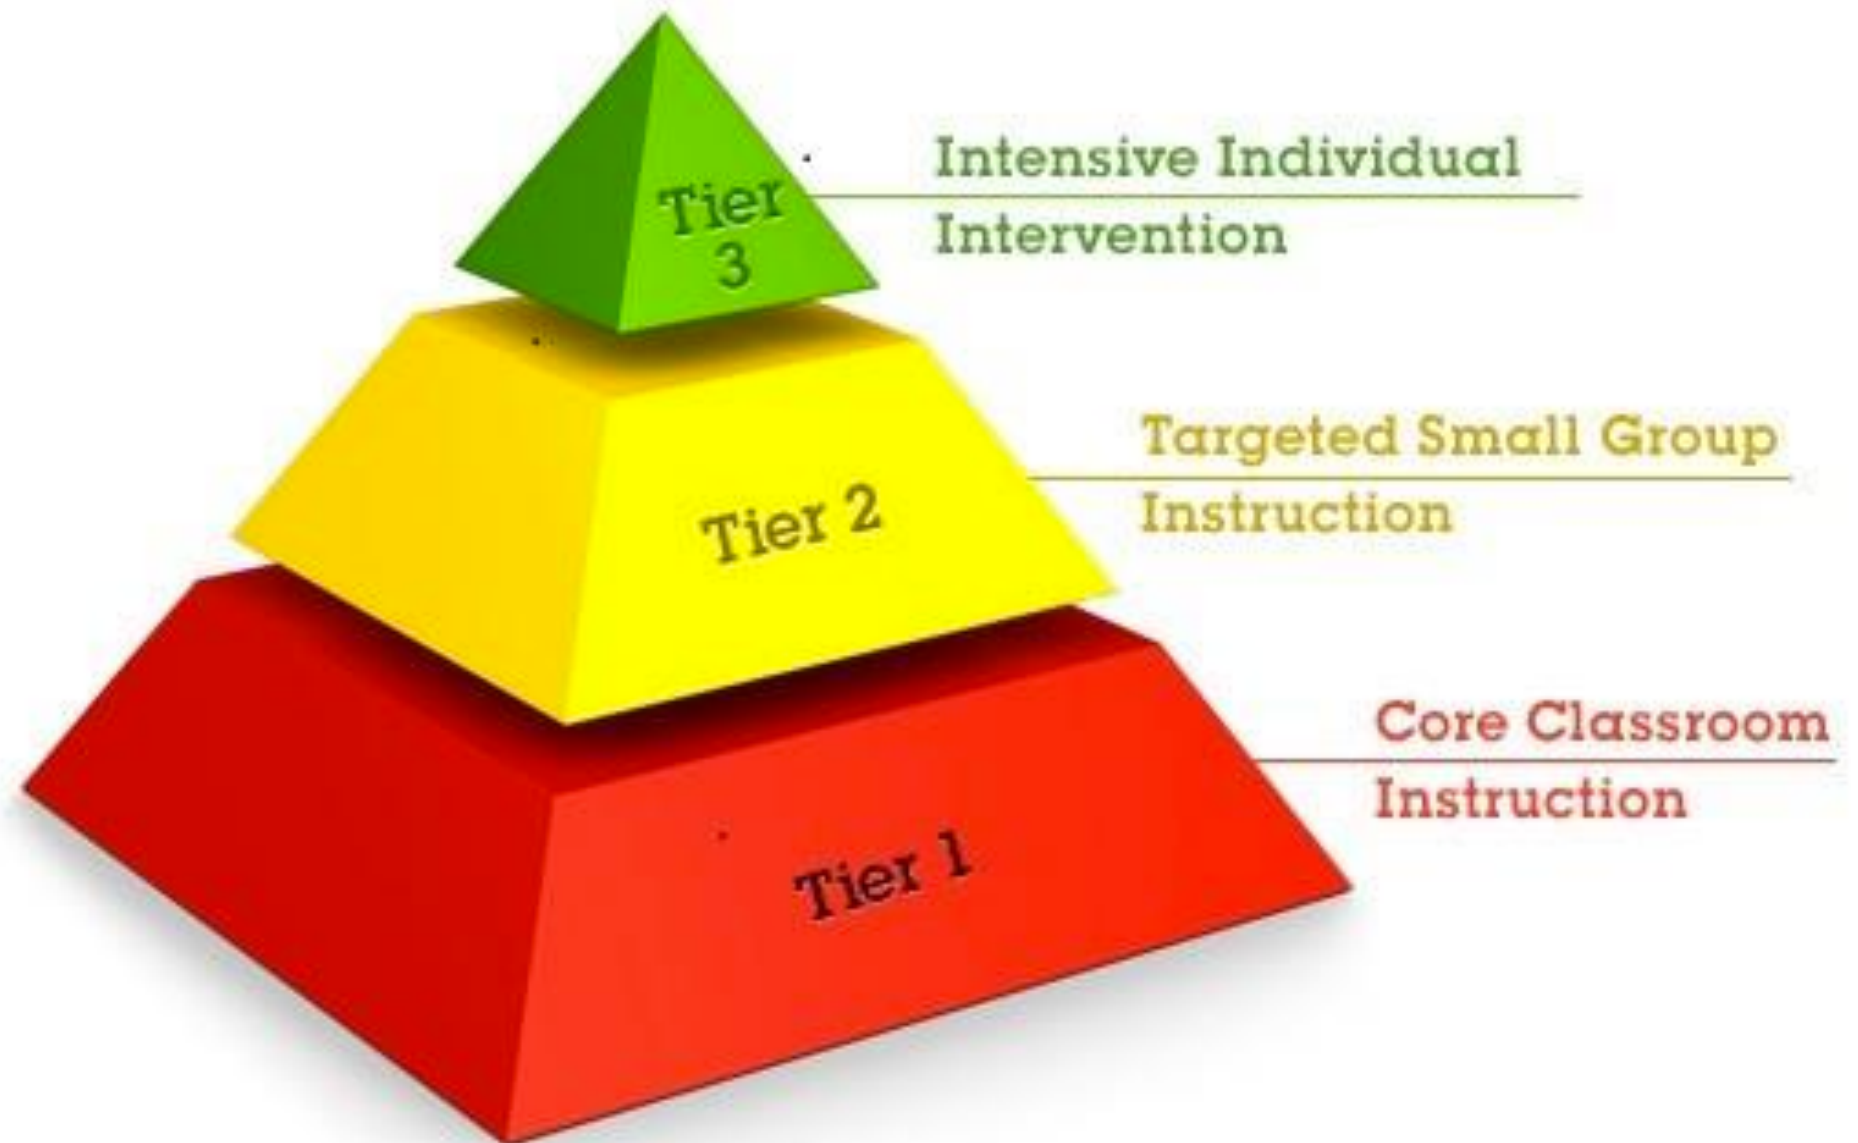 Tier
3
Intensive Individual
Intervention
Tier 2
Targeted Small Group
Instruction
Tier 1
Core Classroom
Instruction